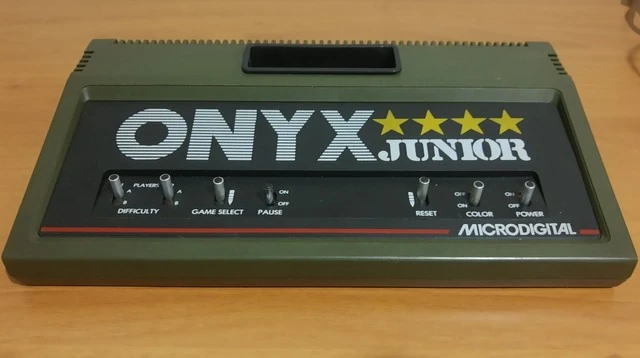 ONYX
JUNIOR
PLAYERS
A A ON OFF ON
B B OFF ON OFF
DIFFICULTY GAME SELECT PAUSE RESET COLOR POWER
MICRODIGITAL